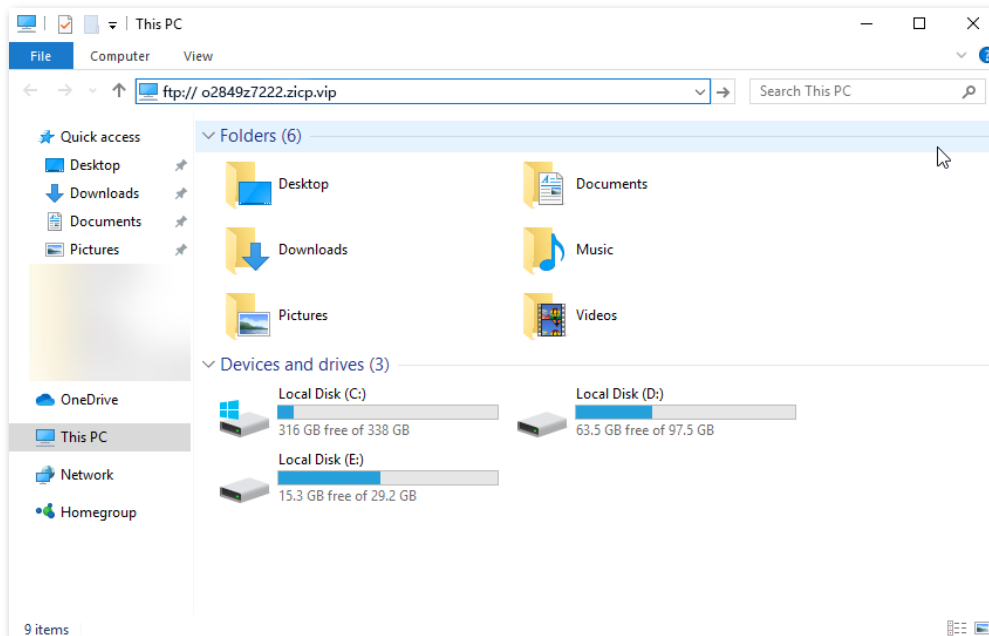 This PC
File Computer View
ftp:// o2849z7222.zicp.vip Search This PC
Quick access
Desktop
Downloads
Documents
Pictures
OneDrive
This PC
Network
Homegroup
Folders (6)
Desktop Documents
Downloads Music
Pictures Videos
Devices and drives (3)
Local Disk (C:) Local Disk (D:)
316 GB free of 338 GB 63.5 GB free of 97.5 GB
Local Disk (E:)
15.3 GB free of 29.2 GB
9 items